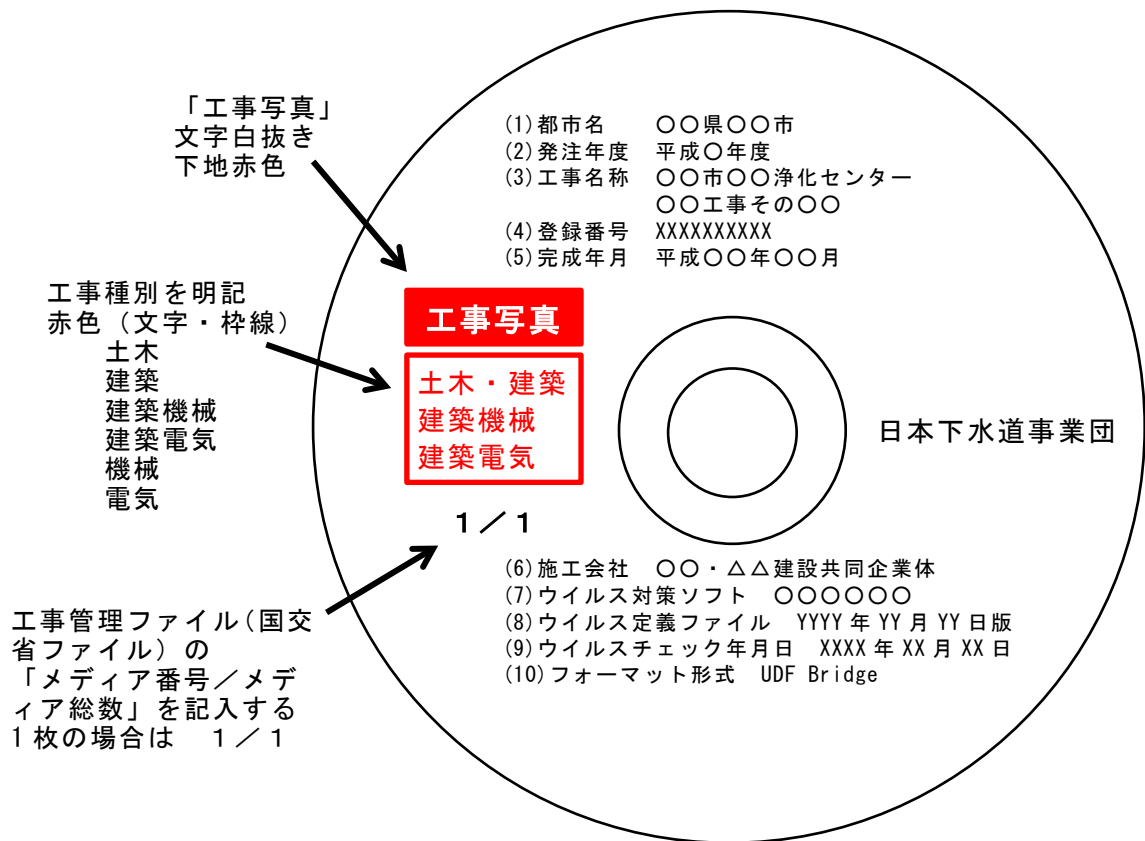 「工事写真」
文字白抜き
下地赤色
(1)都市名　〇〇県〇〇市
(2)発注年度　平成〇年度
(3)工事名称　〇〇市〇〇浄化センター
〇〇工事その〇〇
(4)登録番号　XXXXXXXXXX
(5)完成年月　平成〇〇年〇〇月
工事種別を明記
赤色（文字・枠線）
土木
建築
建築機械
建築電気
機械
電気
工事写真
土木・建築
建築機械
建築電気
１／１
日本下水道事業団
工事管理ファイル(国交
省ファイル）の
「メディア番号／メデ
ィア総数」を記入する
1枚の場合は　１／１
(6)施工会社　〇〇・△△建設共同企業体
(7)ウイルス対策ソフト　〇〇〇〇〇〇
(8)ウイルス定義ファイル　YYYY年YY月YY日版
(9)ウイルスチェック年月日　XXXX年XX月XX日
(10)フォーマット形式　UDF Bridge